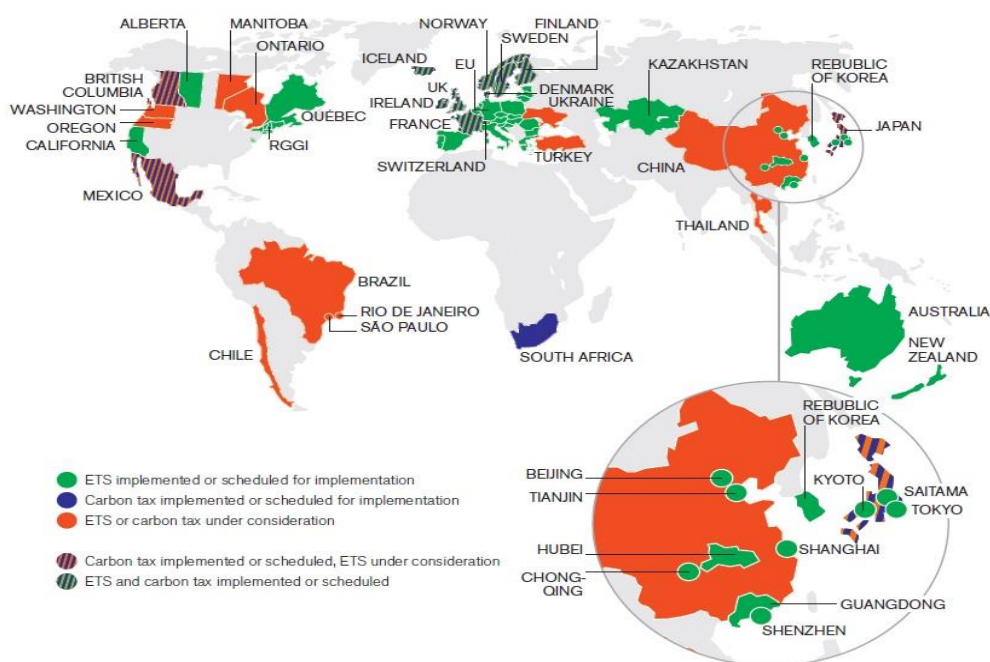 ALBERTA
MANITOBA
ONTARIO
BRITISH
COLUMBIA
WASHINGTON
OREGON
CALIFORNIA
QUÉBEC
RGGI
MEXICO
NORWAY
FINLAND
SWEDEN
ICELAND
EU
UK
IRELAND
FRANCE
DENMARK
UKRAINE
SWITZERLAND
TURKEY
KAZAKHSTAN
REPUBLIC
OF KOREA
JAPAN
CHINA
THAILAND
BRAZIL
RIO DE JANEIRO
SÃO PAULO
CHILE
SOUTH AFRICA
AUSTRALIA
NEW
ZEALAND
REPUBLIC
OF KOREA
BEIJING
TIANJIN
KYOTO
SAITAMA
TOKYO
HUBEI
SHANGHAI
CHONG-
QING
GUANGDONG
SHENZHEN
ETS implemented or scheduled for implementation
Carbon tax implemented or scheduled for implementation
ETS or carbon tax under consideration
Carbon tax implemented or scheduled, ETS under consideration
ETS and carbon tax implemented or scheduled